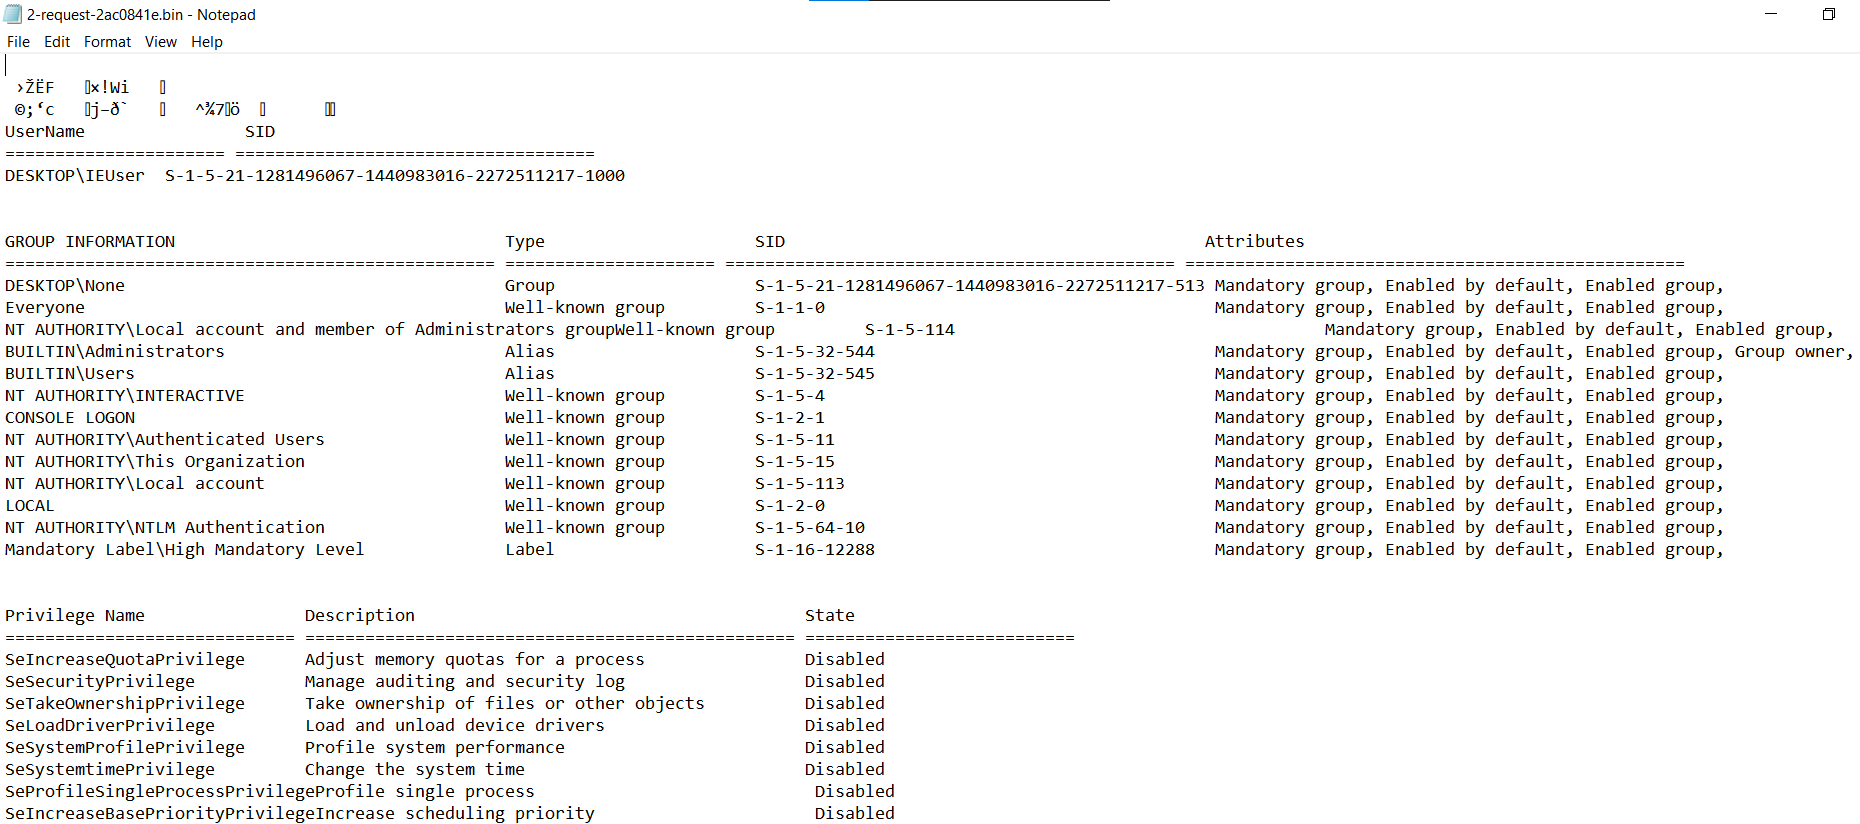 2-request-2ac0841e.bin - Notepad
File Edit Format View Help
›ŽËF ×!Wi
©;‘c j–ð` ^¾7ö
UserName SID
====================== ====================================
DESKTOP\IEUser S-1-5-21-1281496067-1440983016-2272511217-1000
GROUP INFORMATION Type SID Attributes
================================================= ===================== ============================================= ==================================================
DESKTOP\None Group S-1-5-21-1281496067-1440983016-2272511217-513 Mandatory group, Enabled by default, Enabled group,
Everyone Well-known group S-1-1-0 Mandatory group, Enabled by default, Enabled group,
NT AUTHORITY\Local account and member of Administrators groupWell-known group S-1-5-114 Mandatory group, Enabled by default, Enabled group,
BUILTIN\Administrators Alias S-1-5-32-544 Mandatory group, Enabled by default, Enabled group, Group owner,
BUILTIN\Users Alias S-1-5-32-545 Mandatory group, Enabled by default, Enabled group,
NT AUTHORITY\INTERACTIVE Well-known group S-1-5-4 Mandatory group, Enabled by default, Enabled group,
CONSOLE LOGON Well-known group S-1-2-1 Mandatory group, Enabled by default, Enabled group,
NT AUTHORITY\Authenticated Users Well-known group S-1-5-11 Mandatory group, Enabled by default, Enabled group,
NT AUTHORITY\This Organization Well-known group S-1-5-15 Mandatory group, Enabled by default, Enabled group,
NT AUTHORITY\Local account Well-known group S-1-5-113 Mandatory group, Enabled by default, Enabled group,
LOCAL Well-known group S-1-2-0 Mandatory group, Enabled by default, Enabled group,
NT AUTHORITY\NTLM Authentication Well-known group S-1-5-64-10 Mandatory group, Enabled by default, Enabled group,
Mandatory Label\High Mandatory Level Label S-1-16-12288 Mandatory group, Enabled by default, Enabled group,
Privilege Name Description State
============================= ================================================= ===========================
SeIncreaseQuotaPrivilege Adjust memory quotas for a process Disabled
SeSecurityPrivilege Manage auditing and security log Disabled
SeTakeOwnershipPrivilege Take ownership of files or other objects Disabled
SeLoadDriverPrivilege Load and unload device drivers Disabled
SeSystemProfilePrivilege Profile system performance Disabled
SeSystemtimePrivilege Change the system time Disabled
SeProfileSingleProcessPrivilegeProfile single process Disabled
SeIncreaseBasePriorityPrivilegeIncrease scheduling priority Disabled